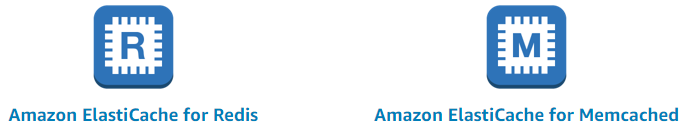 R
M
Amazon ElastiCache for Redis
Amazon ElastiCache for Memcached